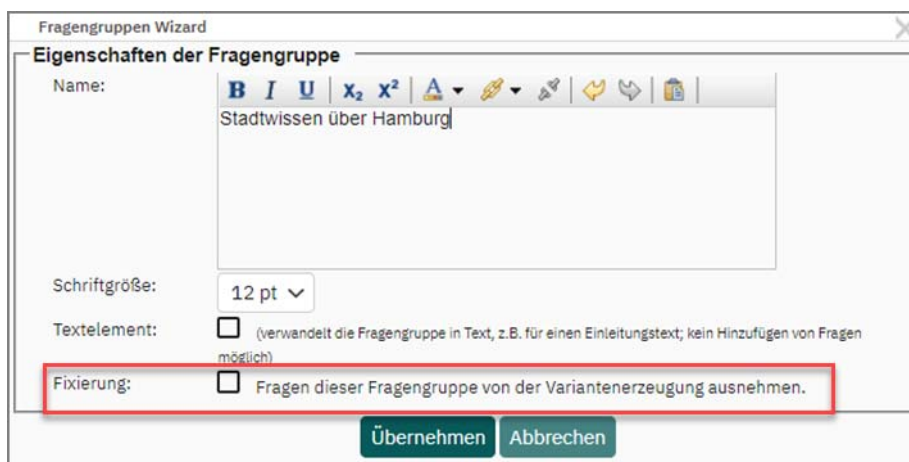 Fragengruppen Wizard
Eigenschaften der Fragengruppe
Name:
B I U X₂ X² A
Stadtwissen über Hamburg
Schriftgröße:
12 pt
Textelement:
(verwandelt die Fragengruppe in Text, z.B. für einen Einleitungstext; kein Hinzufügen von Fragen
möglich)
Fixierung:
Fragen dieser Fragengruppe von der Variantenerzeugung ausnehmen.
Übernehmen
Abbrechen